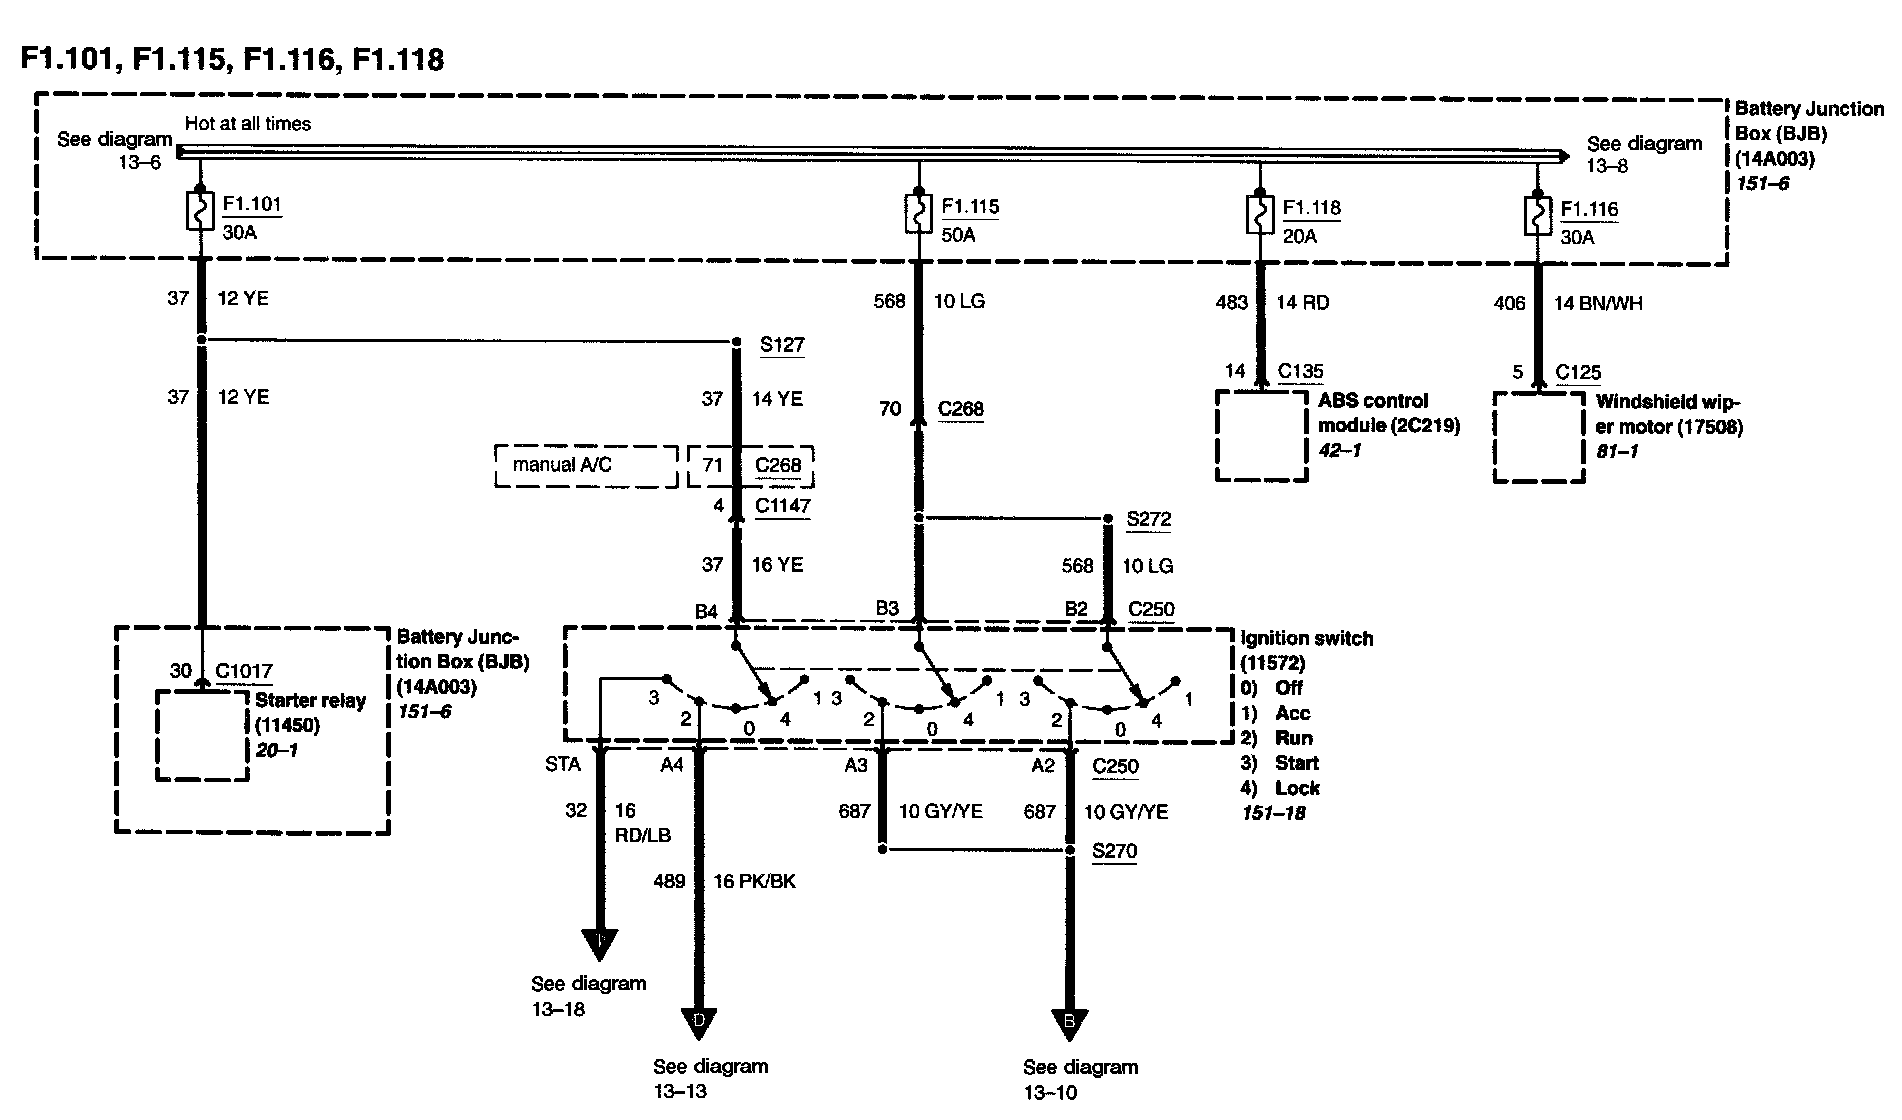 F1.101, F1.115, F1.116, F1.118
Hot at all times
See diagram
13–6
See diagram
13–8
Battery Junction
Box (BJB)
(14A003)
151–6
F1.101
30A
F1.115
50A
F1.118
20A
F1.116
30A
37
12 YE
568
10 LG
483
14 RD
406
14 BN/WH
S127
37
12 YE
37
14 YE
70
C268
14
C135
5
C125
ABS control
module (2C219)
42–1
Windshield wip-
er motor (17508)
81–1
manual A/C
71
C268
4
C1147
S272
37
16 YE
568
10 LG
B4
B3
B2
C250
Battery Junc-
tion Box (BJB)
(14A003)
151–6
30
C1017
Starter relay
(11450)
20–1
Ignition switch
(11572)
0) Off
1) Acc
2) Run
3) Start
4) Lock
151–18
3
2
0
4
1
3
2
0
4
1
3
2
0
4
1
STA
A4
A3
A2
C250
32
16
RD/LB
687
10 GY/YE
687
10 GY/YE
S270
489
16 PK/BK
See diagram
13–18
D
See diagram
13–13
B
See diagram
13–10